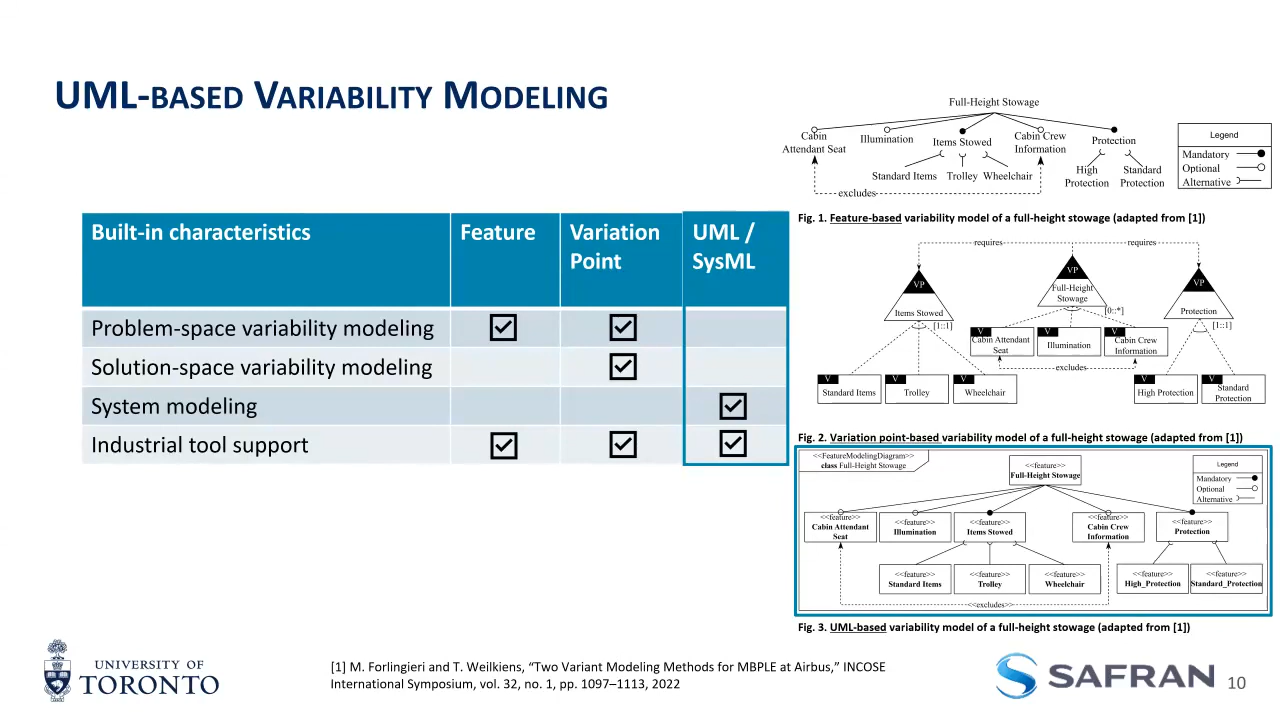 UML-BASED VARIABILITY MODELING
Built-in characteristics
Feature
Variation
Point
UML /
SysML
Problem-space variability modeling
Solution-space variability modeling
System modeling
Industrial tool support
Full-Height Stowage
Cabin
Attendant Seat
Illumination
Items Stowed
Cabin Crew
Information
Protection
Standard Items
Trolley
Wheelchair
High
Protection
Standard
Protection
excludes
Legend
Mandatory
Optional
Alternative
Fig. 1. Feature-based variability model of a full-height stowage (adapted from [1])
requires
requires
VP
Items Stowed
VP
Full-Height
Stowage
VP
Protection
[1::1]
[0::*]
[1::1]
V
Cabin Attendant
Seat
V
Illumination
V
Cabin Crew
Information
excludes
V
Standard Items
V
Trolley
V
Wheelchair
V
High Protection
V
Standard
Protection
Fig. 2. Variation point-based variability model of a full-height stowage (adapted from [1])
<<FeatureModelingDiagram>>
class Full-Height Stowage
<<feature>>
Full-Height Stowage
Legend
Mandatory
Optional
Alternative
<<feature>>
Cabin Attendant
Seat
<<feature>>
Illumination
<<feature>>
Items Stowed
<<feature>>
Cabin Crew
Information
<<feature>>
Protection
<<feature>>
Standard Items
<<feature>>
Trolley
<<feature>>
Wheelchair
<<feature>>
High_Protection
<<feature>>
Standard_Protection
<<excludes>>
Fig. 3. UML-based variability model of a full-height stowage (adapted from [1])
UNIVERSITY OF
TORONTO
[1] M. Forlingieri and T. Weilkiens, “Two Variant Modeling Methods for MBPLE at Airbus,” INCOSE
International Symposium, vol. 32, no. 1, pp. 1097–1113, 2022
SAFRAN
10